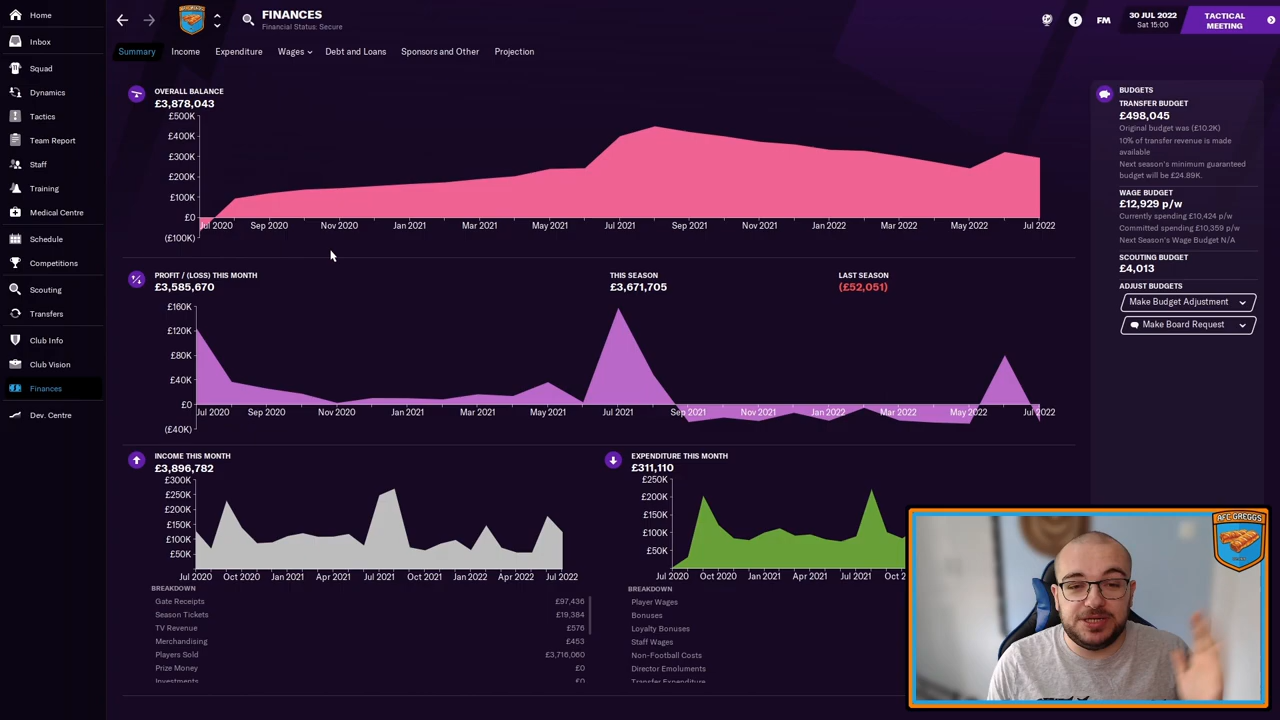 Home
Inbox
Squad
Dynamics
Tactics
Team Report
Staff
Training
Medical Centre
Schedule
Competitions
Scouting
Transfers
Club Info
Club Vision
Finances
Dev. Centre
FINANCES
Financial Status: Secure
?
FM
30 JUL 2022
Sat 15:00
TACTICAL
MEETING
Summary
Income
Expenditure
Wages
Debt and Loans
Sponsors and Other
Projection
OVERALL BALANCE
£3,878,043
£500K
£400K
£300K
£200K
£100K
£0
(£100K)
Jul 2020 Sep 2020 Nov 2020 Jan 2021 Mar 2021 May 2021 Jul 2021 Sep 2021 Nov 2021 Jan 2022 Mar 2022 May 2022 Jul 2022
PROFIT / (LOSS) THIS MONTH
£3,585,670
THIS SEASON
£3,671,705
LAST SEASON
(£52,051)
£160K
£120K
£80K
£40K
£0
(£40K)
Jul 2020 Sep 2020 Nov 2020 Jan 2021 Mar 2021 May 2021 Jul 2021 Sep 2021 Nov 2021 Jan 2022 Mar 2022 May 2022 Jul 2022
INCOME THIS MONTH
£3,896,782
£300K
£250K
£200K
£150K
£100K
£50K
Jul 2020 Oct 2020 Jan 2021 Apr 2021 Jul 2021 Oct 2021 Jan 2022 Apr 2022 Jul 2022
BREAKDOWN
Gate Receipts £97,436
Season Tickets £19,384
TV Revenue £576
Merchandising £453
Players Sold £3,716,060
Prize Money £0
Investments £0
EXPENDITURE THIS MONTH
£311,110
£250K
£200K
£150K
£100K
£50K
Jul 2020 Oct 2020 Jan 2021 Apr 2021 Jul 2021 Oct 2
BREAKDOWN
Player Wages
Bonuses
Loyalty Bonuses
Staff Wages
Non-Football Costs
Director Emoluments
Transfer Expenditure
BUDGETS
TRANSFER BUDGET
£498,045
Original budget was (£10.2K)
10% of transfer revenue is made
available
Next season's minimum guaranteed
budget will be £24.89K.
WAGE BUDGET
£12,929 p/w
Currently spending £10,424 p/w
Committed spending £10,359 p/w
Next Season's Wage Budget N/A
SCOUTING BUDGET
£4,013
ADJUST BUDGETS
Make Budget Adjustment
Make Board Request
AFC GREGGS